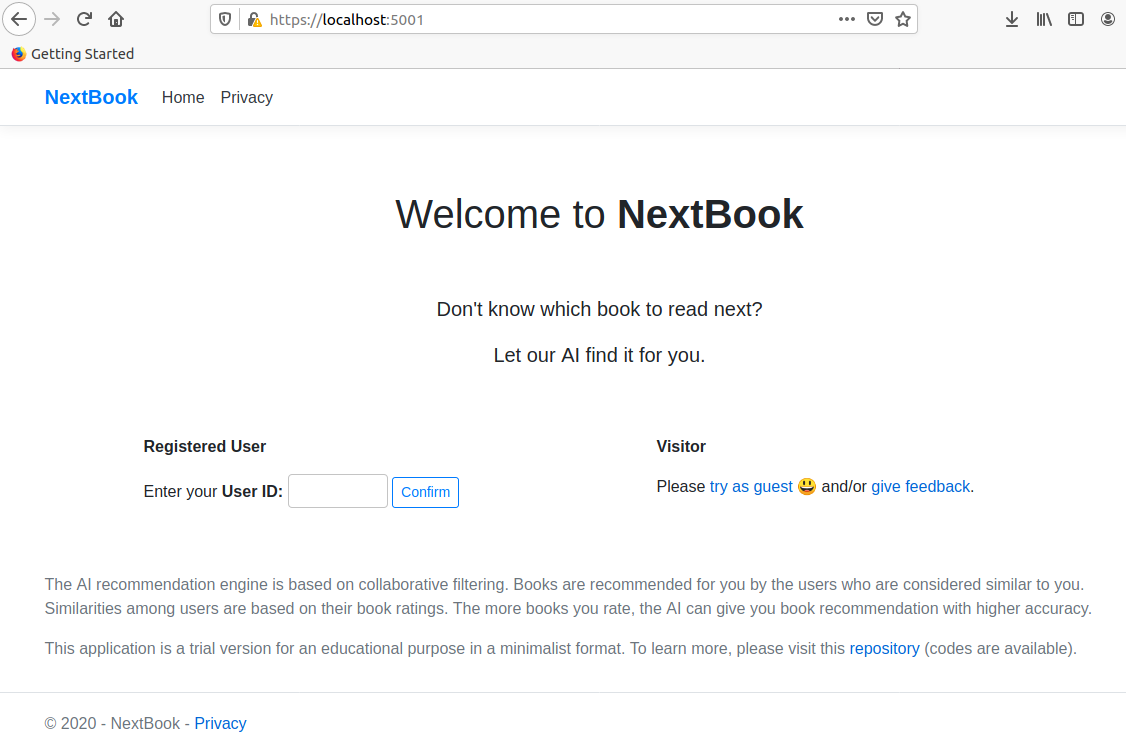 https://localhost:5001
Getting Started
NextBook Home Privacy
Welcome to NextBook
Don't know which book to read next?
Let our AI find it for you.
Registered User
Enter your User ID: Confirm
Visitor
Please try as guest 😃 and/or give feedback.
The AI recommendation engine is based on collaborative filtering. Books are recommended for you by the users who are considered similar to you.
Similarities among users are based on their book ratings. The more books you rate, the AI can give you book recommendation with higher accuracy.
This application is a trial version for an educational purpose in a minimalist format. To learn more, please visit this repository (codes are available).
© 2020 - NextBook - Privacy